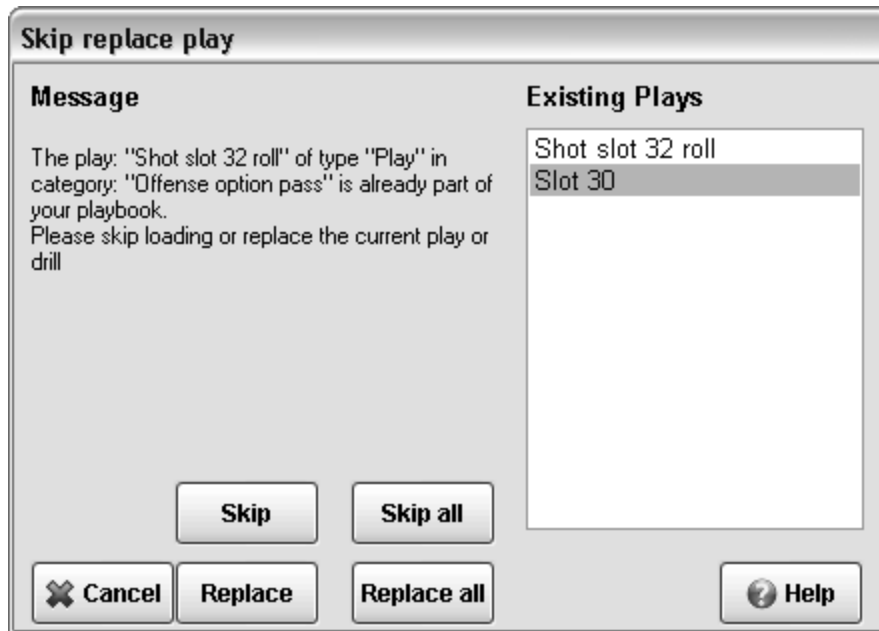 Skip replace play
Message
The play: "Shot slot 32 roll" of type "Play" in
category: "Offense option pass" is already part of
your playbook.
Please skip loading or replace the current play or
drill
Existing Plays
Shot slot 32 roll
Slot 30
Skip
Skip all
Cancel
Replace
Replace all
Help